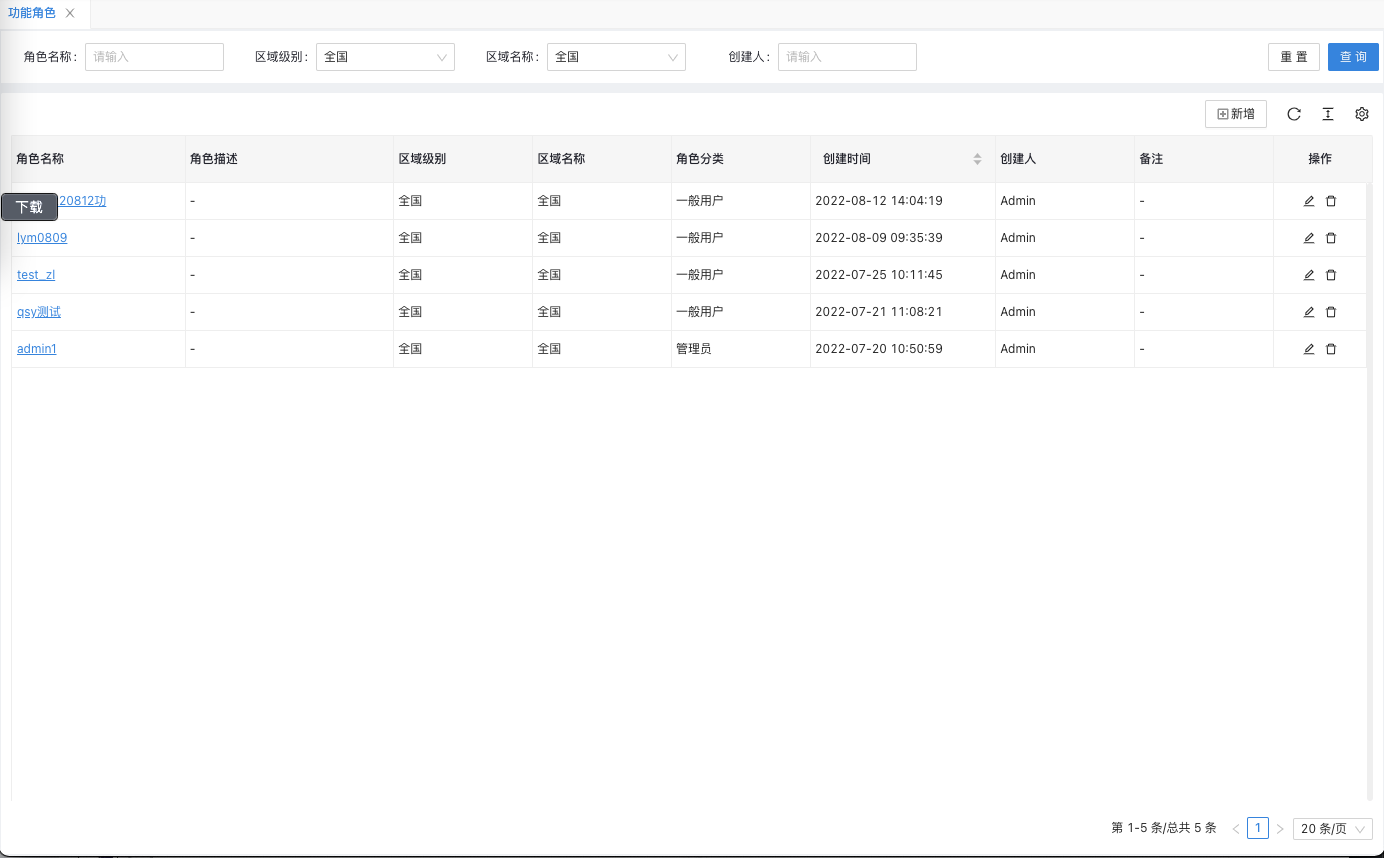 功能角色
角色名称: 请输入 区域级别: 全国 区域名称: 全国 创建人: 请输入 重 置 查 询
新增
角色名称 角色描述 区域级别 区域名称 角色分类 创建时间 创建人 备注 操作
20812功 - 全国 全国 一般用户 2022-08-12 14:04:19 Admin -
下载
lym0809 - 全国 全国 一般用户 2022-08-09 09:35:39 Admin -
test_zl - 全国 全国 一般用户 2022-07-25 10:11:45 Admin -
qsy测试 - 全国 全国 一般用户 2022-07-21 11:08:21 Admin -
admin1 - 全国 全国 管理员 2022-07-20 10:50:59 Admin -
第 1-5 条/总共 5 条 1 20 条/页